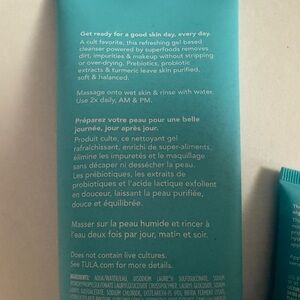 Get ready for a good skin day, every day.
A cult favorite, this refreshing gel based
cleanser powered by superfoods removes
dirt, impurities & makeup without stripping
or over-drying. Prebiotics, probiotic
extracts & turmeric leave skin purified,
soft & balanced.
Massage onto wet skin & rinse with water.
Use 2x daily, AM & PM.
Préparez votre peau pour une belle
journée, jour après jour.
Produit culte, ce nettoyant gel
rafraîchissant, enrichi de super-aliments,
élimine les impuretés et le maquillage
sans décaper ni dessécher la peau.
Les prébiotiques, les extraits de
probiotiques et l'acide lactique exfolient
en douceur, laissant la peau purifiée,
douce et équilibrée.
Masser sur la peau humide et rincer à
l'eau deux fois par jour, matin et soir.
Does not contain live cultures.
See TULA.com for more details.
INGREDIENTS: AQUA/WATER/EAU,